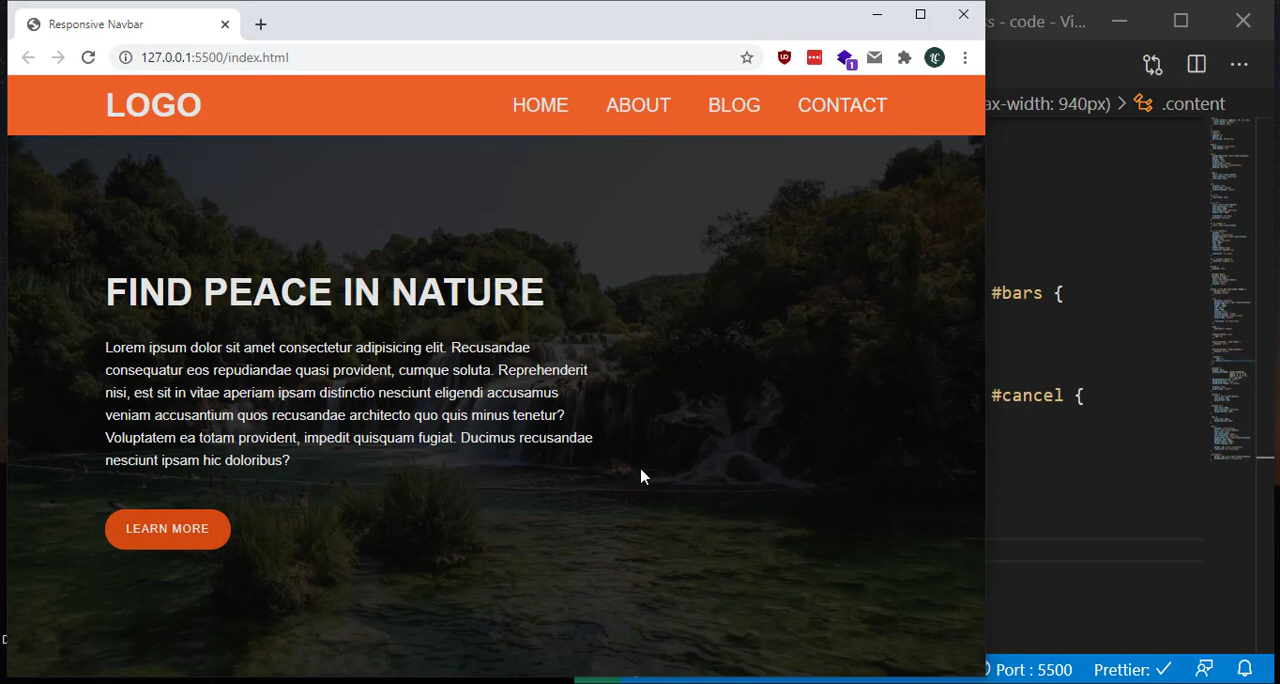 Responsive Navbar
s - code - Vi...
127.0.0.1:5500/index.html
1
LC
LOGO
HOME ABOUT BLOG CONTACT
ax-width: 940px) > .content
#bars {
#cancel {
FIND PEACE IN NATURE
Lorem ipsum dolor sit amet consectetur adipisicing elit. Recusandae
consequatur eos repudiandae quasi provident, cumque soluta. Reprehenderit
nisi, est sit in vitae aperiam ipsam distinctio nesciunt eligendi accusamus
veniam accusantium quos recusandae architecto quo quis minus tenetur?
Voluptatem ea totam provident, impedit quisquam fugiat. Ducimus recusandae
nesciunt ipsam hic doloribus?
LEARN MORE
Port : 5500 Prettier: ✓